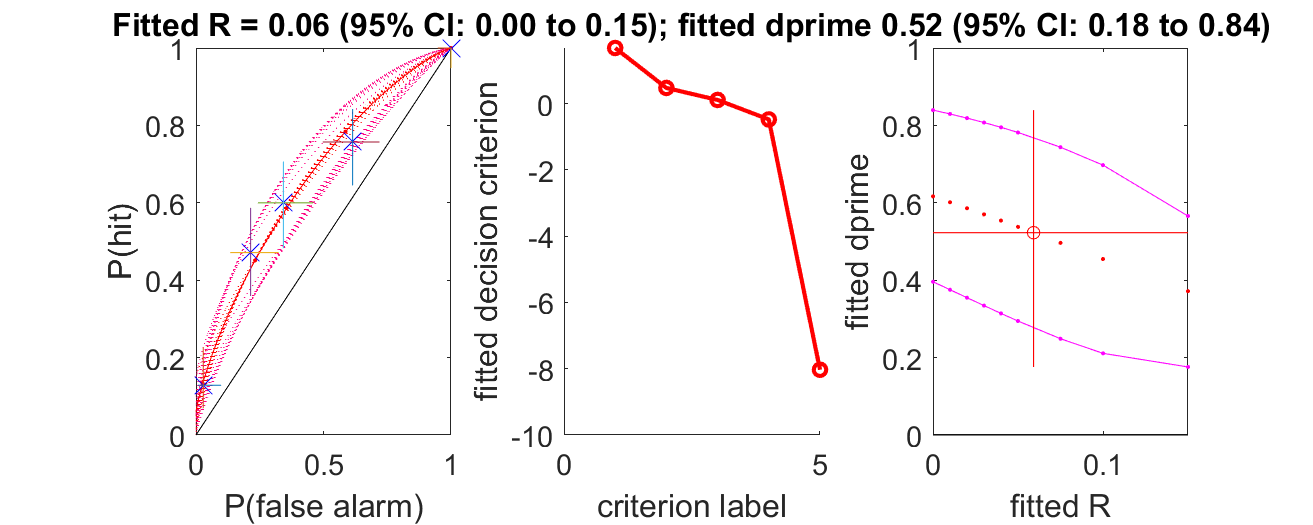 Fitted R = 0.06 (95% CI: 0.00 to 0.15); fitted dprime 0.52 (95% CI: 0.18 to 0.84)
P(hit)
1
0.8
0.6
0.4
0.2
0
0 0.5 1
P(false alarm)
fitted decision criterion
0
-2
-4
-6
-8
-10
0 5
criterion label
fitted dprime
1
0.8
0.6
0.4
0.2
0
0 0.1
fitted R